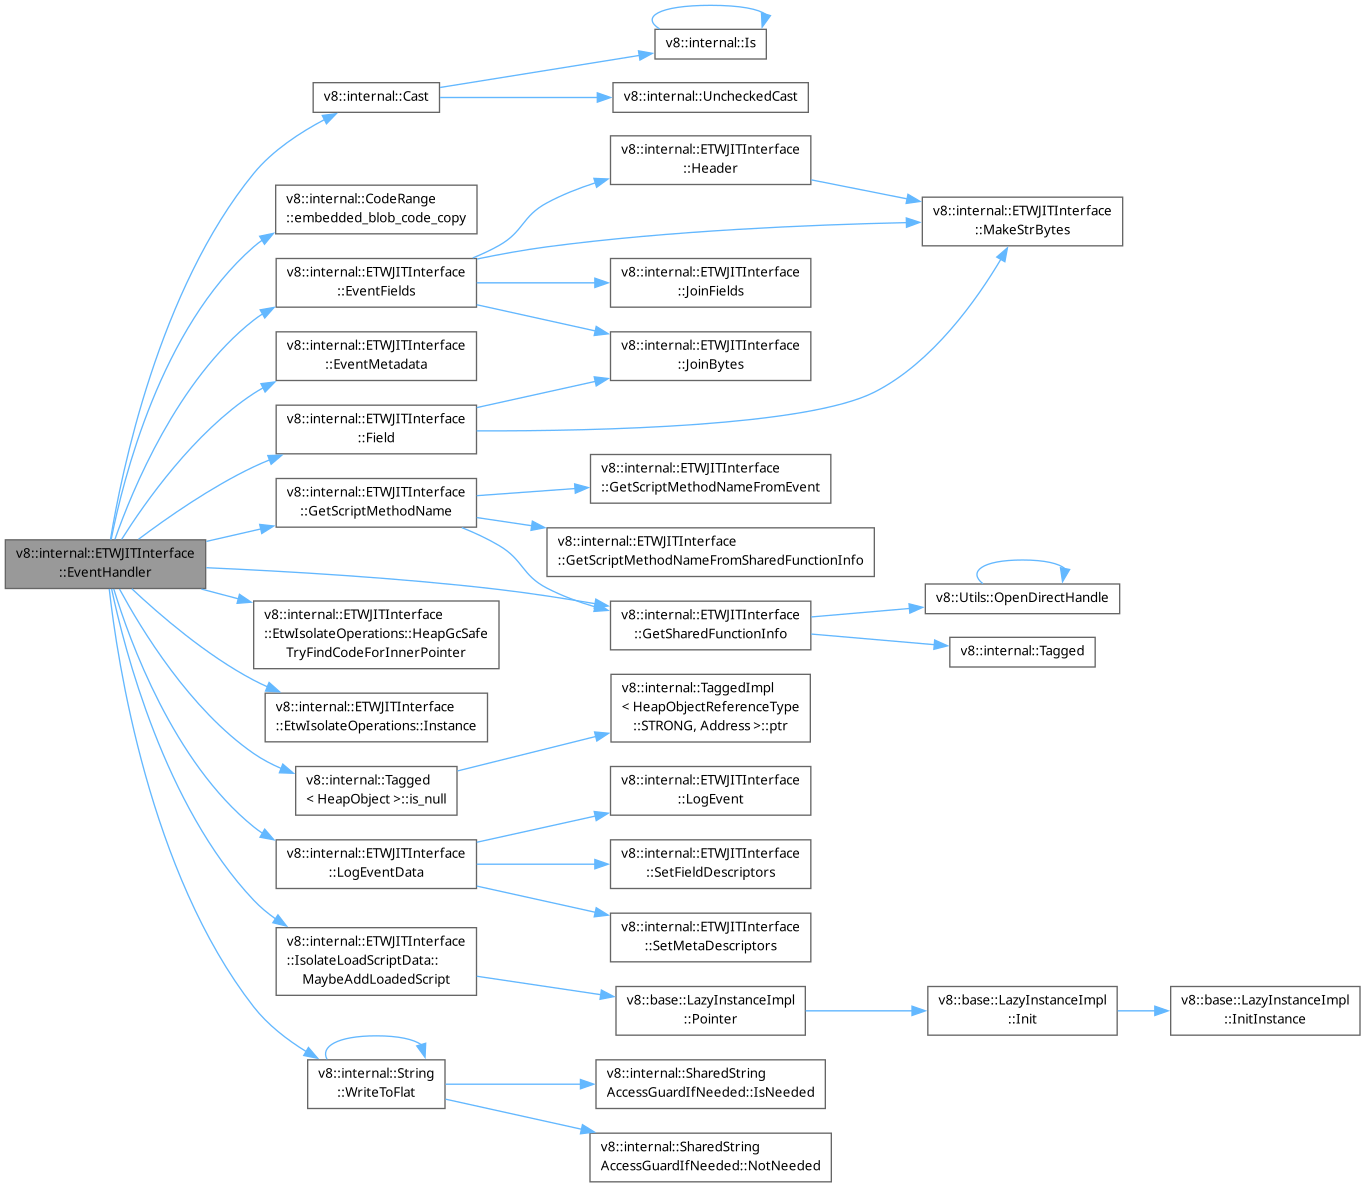 v8::internal::ETWJITInterface
::EventHandler
v8::internal::Cast
v8::internal::Is
v8::internal::UncheckedCast
v8::internal::CodeRange
::embedded_blob_code_copy
v8::internal::ETWJITInterface
::EventFields
v8::internal::ETWJITInterface
::Header
v8::internal::ETWJITInterface
::MakeStrBytes
v8::internal::ETWJITInterface
::JoinFields
v8::internal::ETWJITInterface
::JoinBytes
v8::internal::ETWJITInterface
::EventMetadata
v8::internal::ETWJITInterface
::Field
v8::internal::ETWJITInterface
::GetScriptMethodName
v8::internal::ETWJITInterface
::GetScriptMethodNameFromEvent
v8::internal::ETWJITInterface
::GetScriptMethodNameFromSharedFunctionInfo
v8::internal::ETWJITInterface
::GetSharedFunctionInfo
v8::Utils::OpenDirectHandle
v8::internal::Tagged
v8::internal::ETWJITInterface
::EtwIsolateOperations::HeapGcSafe
TryFindCodeForInnerPointer
v8::internal::ETWJITInterface
::EtwIsolateOperations::Instance
v8::internal::Tagged
< HeapObject >::is_null
v8::internal::TaggedImpl
< HeapObjectReferenceType
::STRONG, Address >::ptr
v8::internal::ETWJITInterface
::LogEventData
v8::internal::ETWJITInterface
::LogEvent
v8::internal::ETWJITInterface
::SetFieldDescriptors
v8::internal::ETWJITInterface
::SetMetaDescriptors
v8::internal::ETWJITInterface
::IsolateLoadScriptData::
MaybeAddLoadedScript
v8::base::LazyInstanceImpl
::Pointer
v8::base::LazyInstanceImpl
::Init
v8::base::LazyInstanceImpl
::InitInstance
v8::internal::String
::WriteToFlat
v8::internal::SharedString
AccessGuardIfNeeded::IsNeeded
v8::internal::SharedString
AccessGuardIfNeeded::NotNeeded